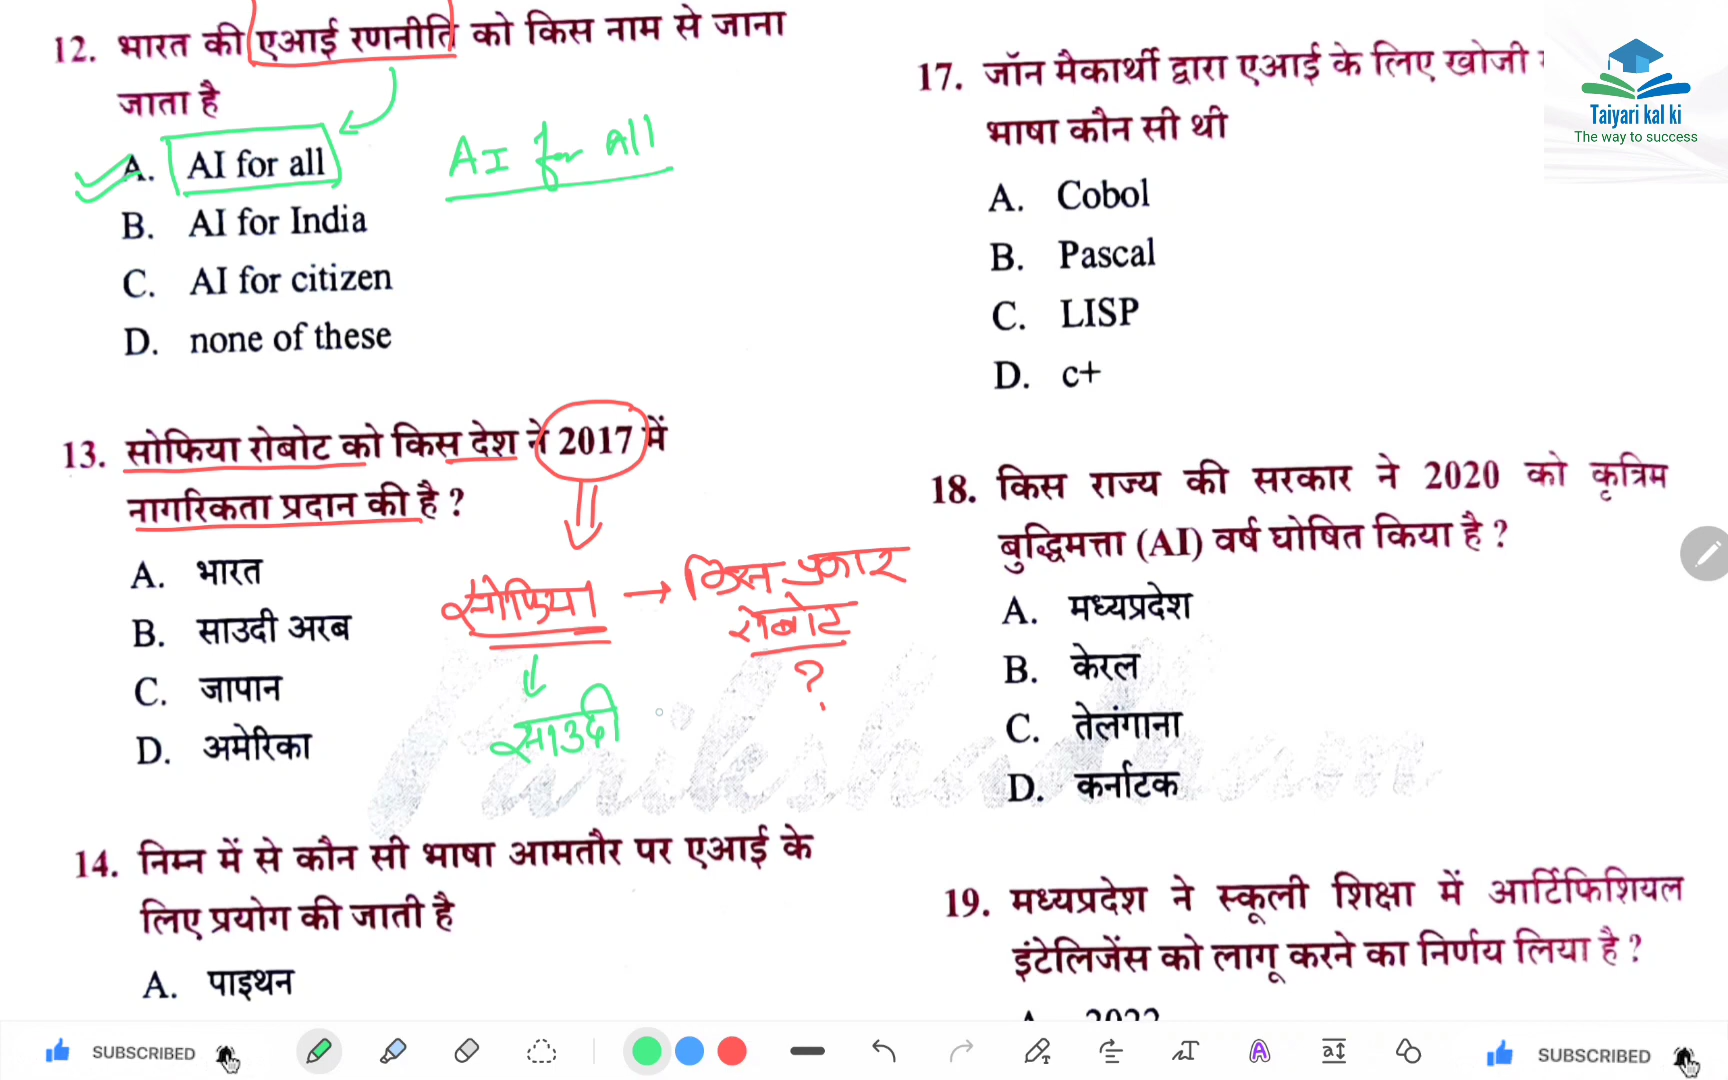 12. भारत की एआई रणनीति को किस नाम से जाना
जाता है
A. AI for all
AI for all
B. AI for India
C. AI for citizen
D. none of these
13. सोफिया रोबोट को किस देश ने 2017 में
नागरिकता प्रदान की है ?
A. भारत
B. साउदी अरब
C. जापान
D. अमेरिका
सोफिया → किस प्रकार
रोबोट
?
साउदी
14. निम्न में से कौन सी भाषा आमतौर पर एआई के
लिए प्रयोग की जाती है
A. पाइथन
17. जॉन मैकार्थी द्वारा एआई के लिए खोजी
भाषा कौन सी थी
A. Cobol
B. Pascal
C. LISP
D. c+
18. किस राज्य की सरकार ने 2020 को कृत्रिम
बुद्धिमत्ता (AI) वर्ष घोषित किया है ?
A. मध्यप्रदेश
B. केरल
C. तेलंगाना
D. कर्नाटक
19. मध्यप्रदेश ने स्कूली शिक्षा में आर्टिफिशियल
इंटेलिजेंस को लागू करने का निर्णय लिया है ?
Taiyari kal ki
The way to success
SUBSCRIBED
SUBSCRIBED